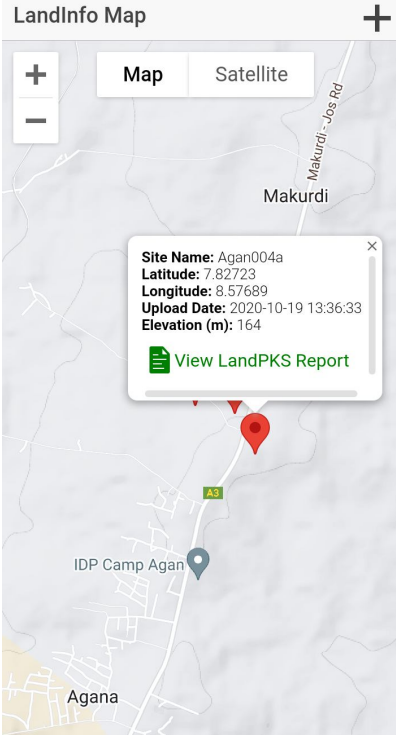 LandInfo Map
Map
Satellite
Makurdi - Jos Rd
Makurdi
Site Name: Agan004a
Latitude: 7.82723
Longitude: 8.57689
Upload Date: 2020-10-19 13:36:33
Elevation (m): 164
View LandPKS Report
A3
IDP Camp Agan
Agana